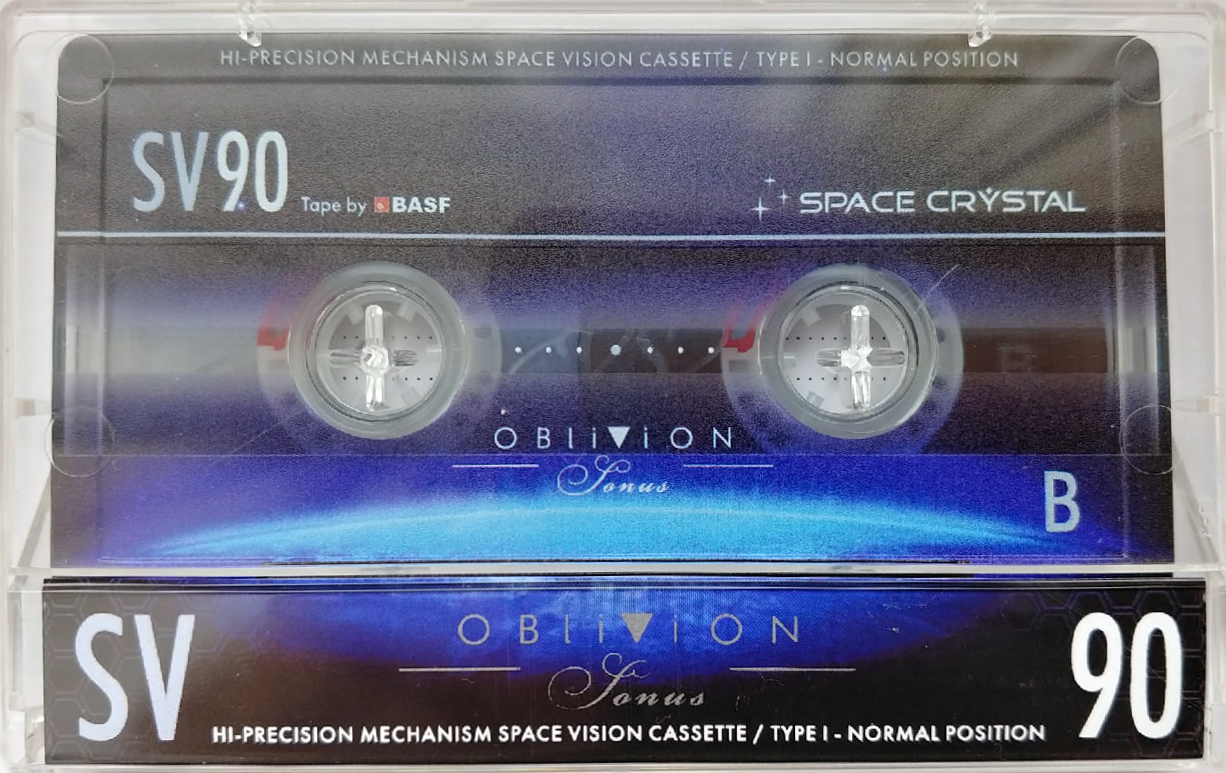 HI-PRECISION MECHANISM SPACE VISION CASSETTE / TYPE I - NORMAL POSITION
SV90 Tape by BASF
SPACE CRYSTAL
B
OBLiViON
Sonus
B
SV
OBLiViON
Sonus
90
HI-PRECISION MECHANISM SPACE VISION CASSETTE / TYPE I - NORMAL POSITION